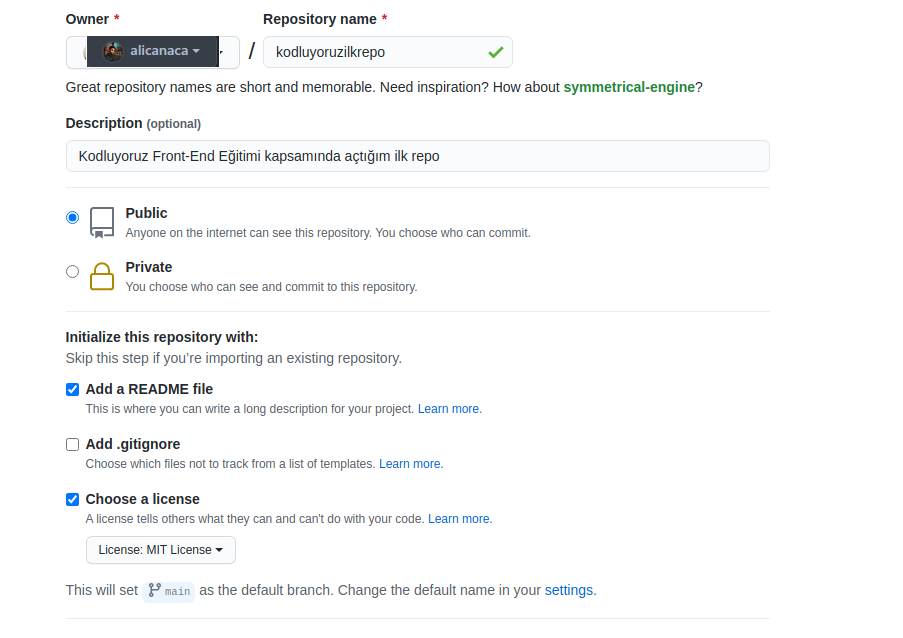 Owner * Repository name *
alicanaca / kodluyoruzilkrepo
Great repository names are short and memorable. Need inspiration? How about symmetrical-engine?
Description (optional)
Kodluyoruz Front-End Eğitimi kapsamında açtığım ilk repo
Public
Anyone on the internet can see this repository. You choose who can commit.
Private
You choose who can see and commit to this repository.
Initialize this repository with:
Skip this step if you’re importing an existing repository.
Add a README file
This is where you can write a long description for your project. Learn more.
Add .gitignore
Choose which files not to track from a list of templates. Learn more.
Choose a license
A license tells others what they can and can't do with your code. Learn more.
License: MIT License
This will set main as the default branch. Change the default name in your settings.